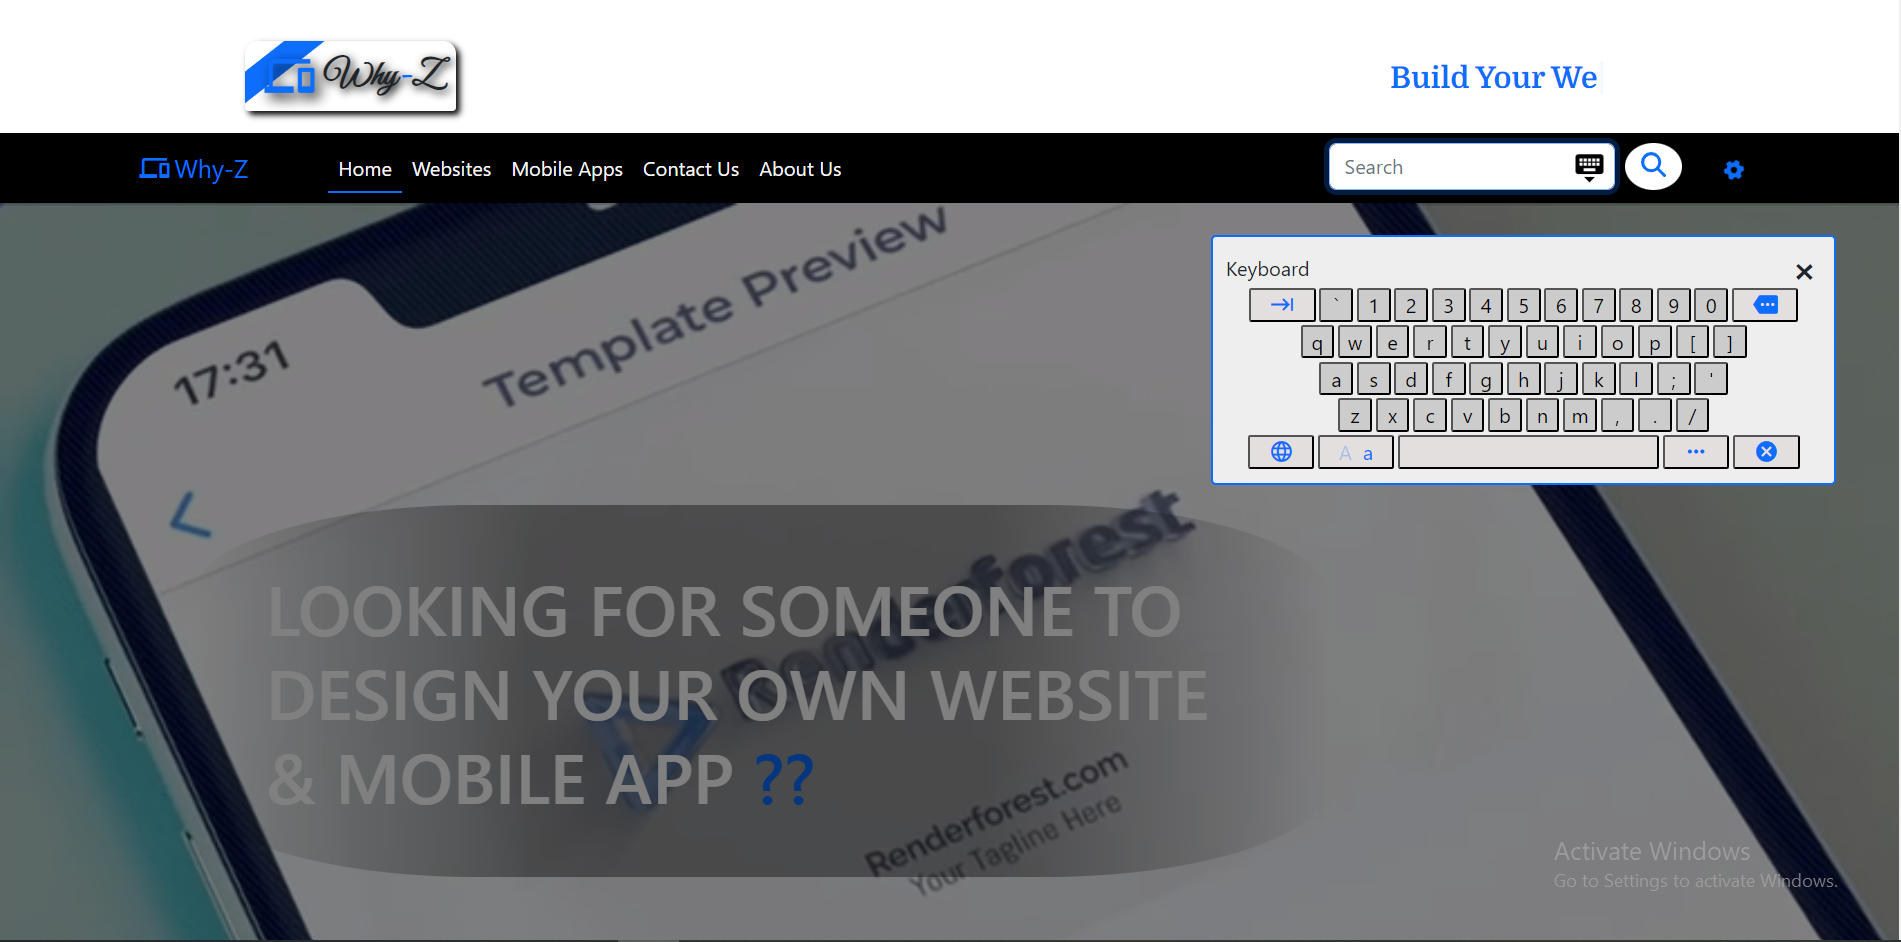 Why-Z
Build Your We
Why-Z
Home Websites Mobile Apps Contact Us About Us
Search
Template Preview
17:31
Keyboard
` 1 2 3 4 5 6 7 8 9 0
q w e r t y u i o p [ ]
a s d f g h j k l ; '
z x c v b n m , . /
A a
LOOKING FOR SOMEONE TO
DESIGN YOUR OWN WEBSITE
& MOBILE APP ??
Renderforest
Renderforest.com
Your Tagline Here
Activate Windows
Go to Settings to activate Windows.